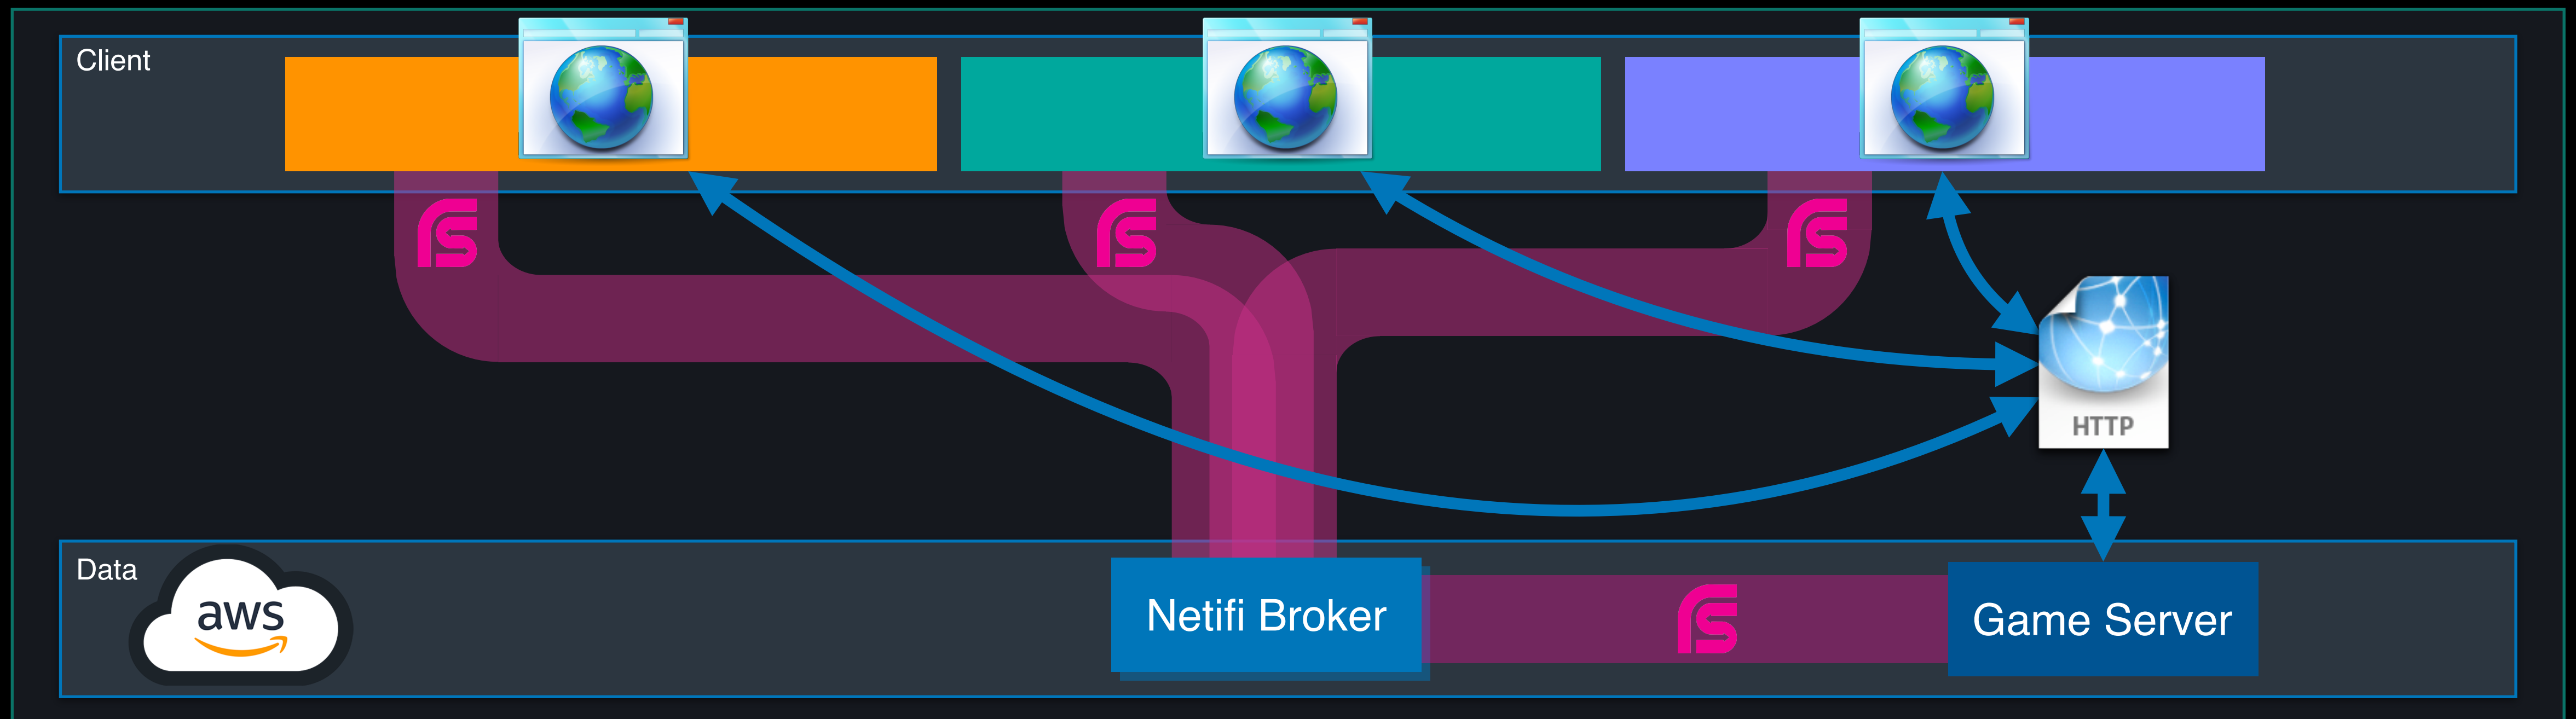 Client
HTTP
Data
aws
Netifi Broker
Game Server